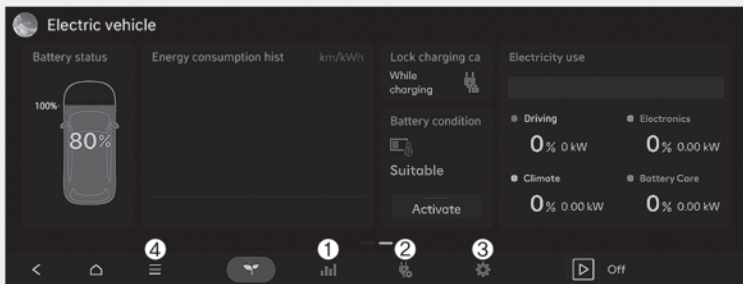 Electric vehicle
Battery status
100%
80%
Energy consumption hist km/kWh
Lock charging ca
While
charging
Battery condition
Suitable
Activate
Electricity use
Driving Electronics
0% 0 kW 0% 0.00 kW
Climate Battery Care
0% 0.00 kW 0% 0.00 kW
④ ① ② ③
Off